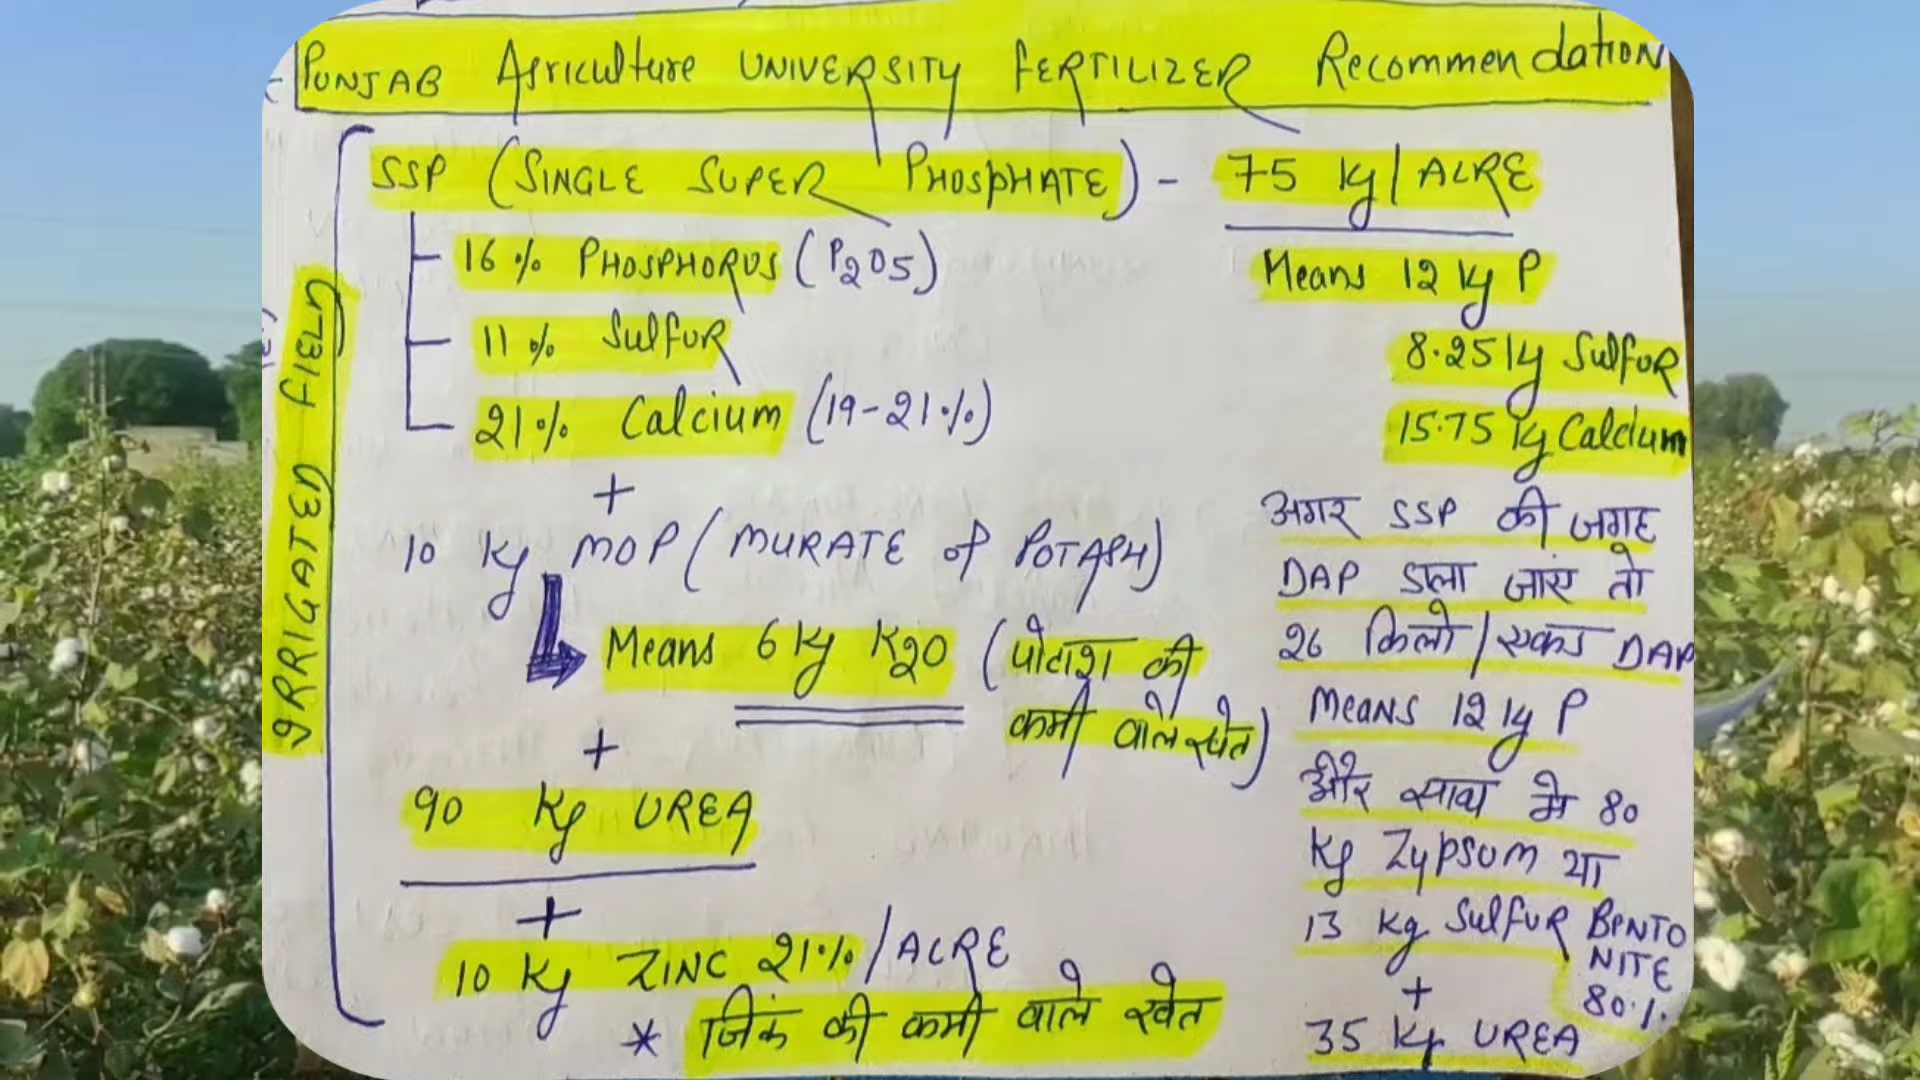 PUNJAB Agriculture UNIVERSITY FERTILIZER Recommendation
IRRIGATED FIELD
SSP (SINGLE SUPER PHOSPHATE) - 75 Kg/ACRE
16% PHOSPHORUS (P2O5)
11% Sulfur
21% Calcium (19-21%)
+
10 Kg MOP (MURATE of POTASH)
Means 6 Kg K2O (पोटाश की
कमी वाले खेत)
+
90 Kg UREA
+
10 Kg ZINC 21%/ACRE
* जिंक की कमी वाले खेत
Means 12 Kg P
8.25 Kg Sulfur
15.75 Kg Calcium
अगर SSP की जगह
DAP डाला जाए तो
26 किलो/एकड DAP
Means 12 Kg P
और साथ मे 80
Kg Zypsum या
13 Kg Sulfur BENTO
NITE
80%
+
35 Kg UREA